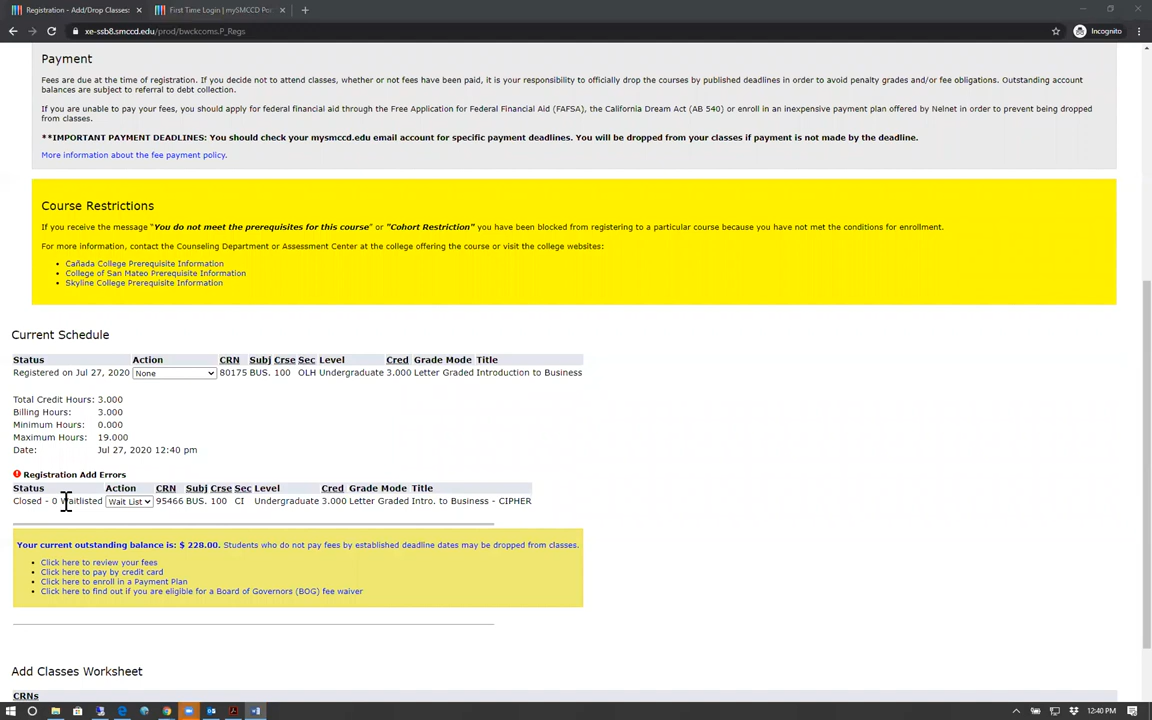 Registration - Add/Drop Classes:
First Time Login | mySMCCD Por
xe-ssb8.smccd.edu/prod/bwckcoms.P_Regs
Incognito
Payment
Fees are due at the time of registration. If you decide not to attend classes, whether or not fees have been paid, it is your responsibility to officially drop the courses by published deadlines in order to avoid penalty grades and/or fee obligations. Outstanding account
balances are subject to referral to debt collection.
If you are unable to pay your fees, you should apply for federal financial aid through the Free Application for Federal Financial Aid (FAFSA), the California Dream Act (AB 540) or enroll in an inexpensive payment plan offered by Nelnet in order to prevent being dropped
from classes.
**IMPORTANT PAYMENT DEADLINES: You should check your mysmccd.edu email account for specific payment deadlines. You will be dropped from your classes if payment is not made by the deadline.
More information about the fee payment policy.
Course Restrictions
If you receive the message "You do not meet the prerequisites for this course" or "Cohort Restriction" you have been blocked from registering to a particular course because you have not met the conditions for enrollment.
For more information, contact the Counseling Department or Assessment Center at the college offering the course or visit the college websites:
• Cañada College Prerequisite Information
• College of San Mateo Prerequisite Information
• Skyline College Prerequisite Information
Current Schedule
Status Action CRN Subj Crse Sec Level Cred Grade Mode Title
Registered on Jul 27, 2020 None 80175 BUS. 100 OLH Undergraduate 3.000 Letter Graded Introduction to Business
Total Credit Hours: 3.000
Billing Hours: 3.000
Minimum Hours: 0.000
Maximum Hours: 19.000
Date: Jul 27, 2020 12:40 pm
Registration Add Errors
Status Action CRN Subj Crse Sec Level Cred Grade Mode Title
Closed - 0 Waitlisted Wait List 95466 BUS. 100 CI Undergraduate 3.000 Letter Graded Intro. to Business - CIPHER
Your current outstanding balance is: $ 228.00. Students who do not pay fees by established deadline dates may be dropped from classes.
• Click here to review your fees
• Click here to pay by credit card
• Click here to enroll in a Payment Plan
• Click here to find out if you are eligible for a Board of Governors (BOG) fee waiver
Add Classes Worksheet
CRNs
12:40 PM